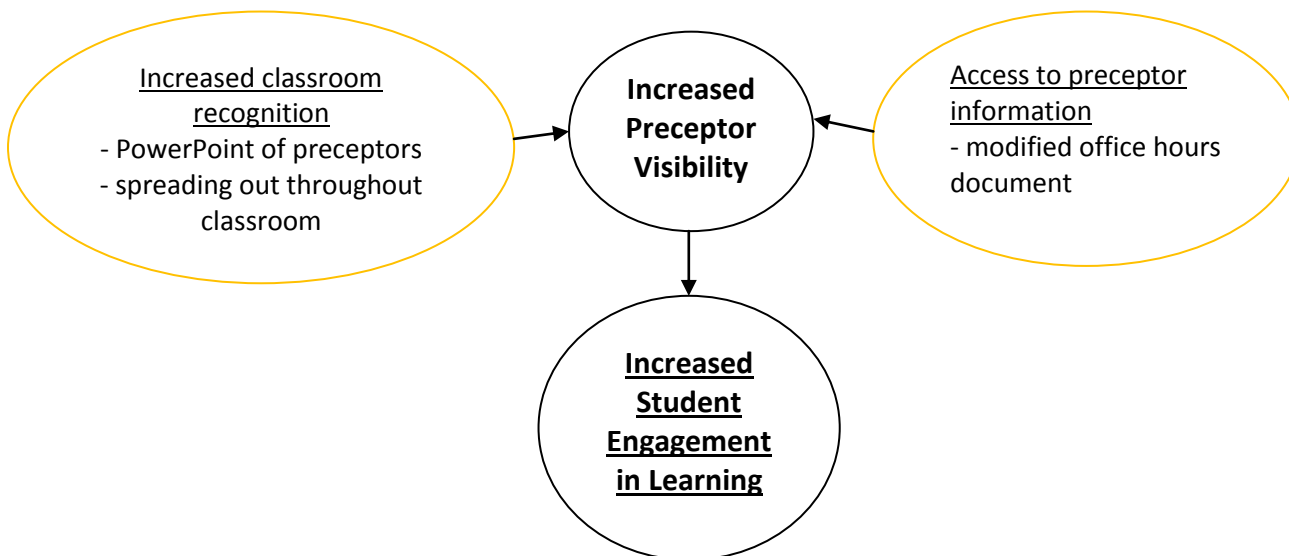 Increased classroom
recognition
- PowerPoint of preceptors
- spreading out throughout
classroom
Increased
Preceptor
Visibility
Access to preceptor
information
- modified office hours
document
Increased
Student
Engagement
in Learning